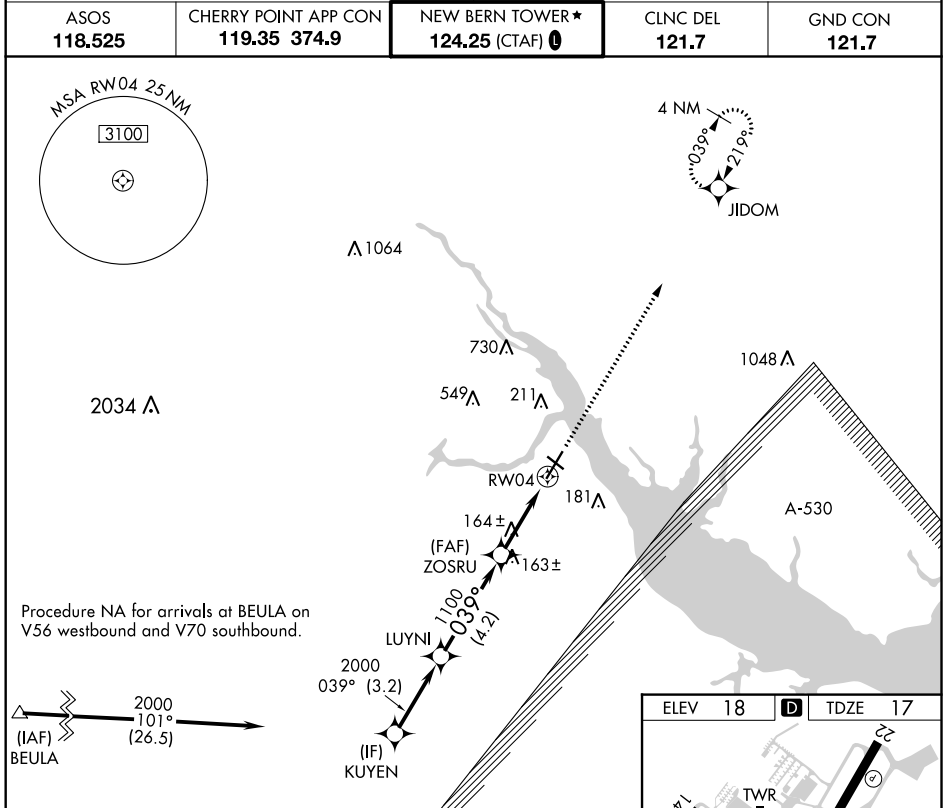 ASOS
118.525
CHERRY POINT APP CON
119.35 374.9
NEW BERN TOWER★
124.25 (CTAF) L
CLNC DEL
121.7
GND CON
121.7
MSA RW04 25 NM
3100
4 NM
039°
219°
JIDOM
1064
730
1048
549
211
2034
RW04
181
A-530
164±
(FAF)
ZOSRU
163±
1100
039°
(4.2)
Procedure NA for arrivals at BEULA on
V56 westbound and V70 southbound.
LUYNI
2000
039° (3.2)
2000
101°
(26.5)
(IAF)
BEULA
(IF)
KUYEN
ELEV 18 D TDZE 17
22
P
TWR
14